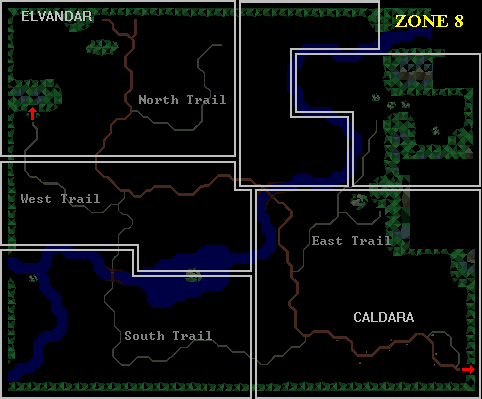 ELVANDAR
ZONE 8
North Trail
West Trail
East Trail
CALDARA
South Trail